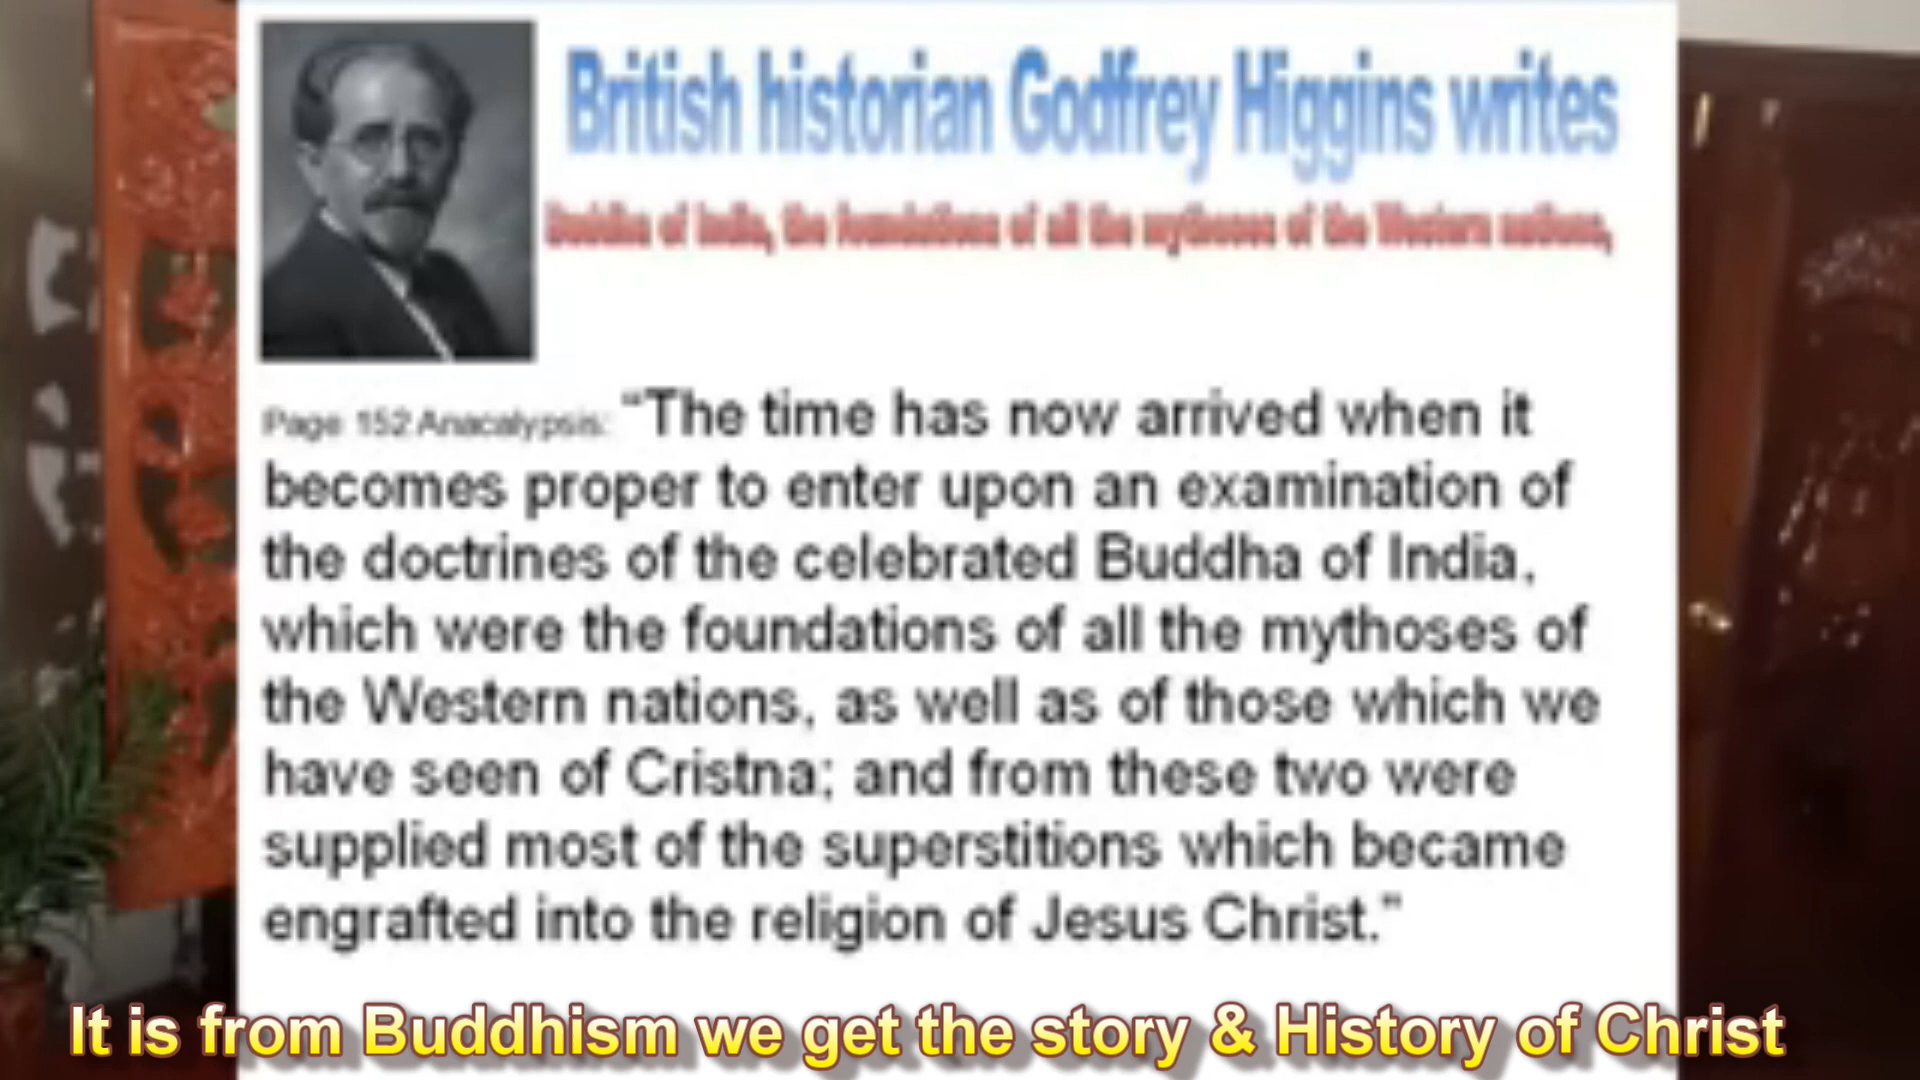 British historian Godfrey Higgins writes
Buddha of India, the foundations of all the mythoses of the Western nations,
Page 152 Anacalypsis: “The time has now arrived when it
becomes proper to enter upon an examination of
the doctrines of the celebrated Buddha of India,
which were the foundations of all the mythoses of
the Western nations, as well as of those which we
have seen of Cristna; and from these two were
supplied most of the superstitions which became
engrafted into the religion of Jesus Christ.”
It is from Buddhism we get the story & History of Christ